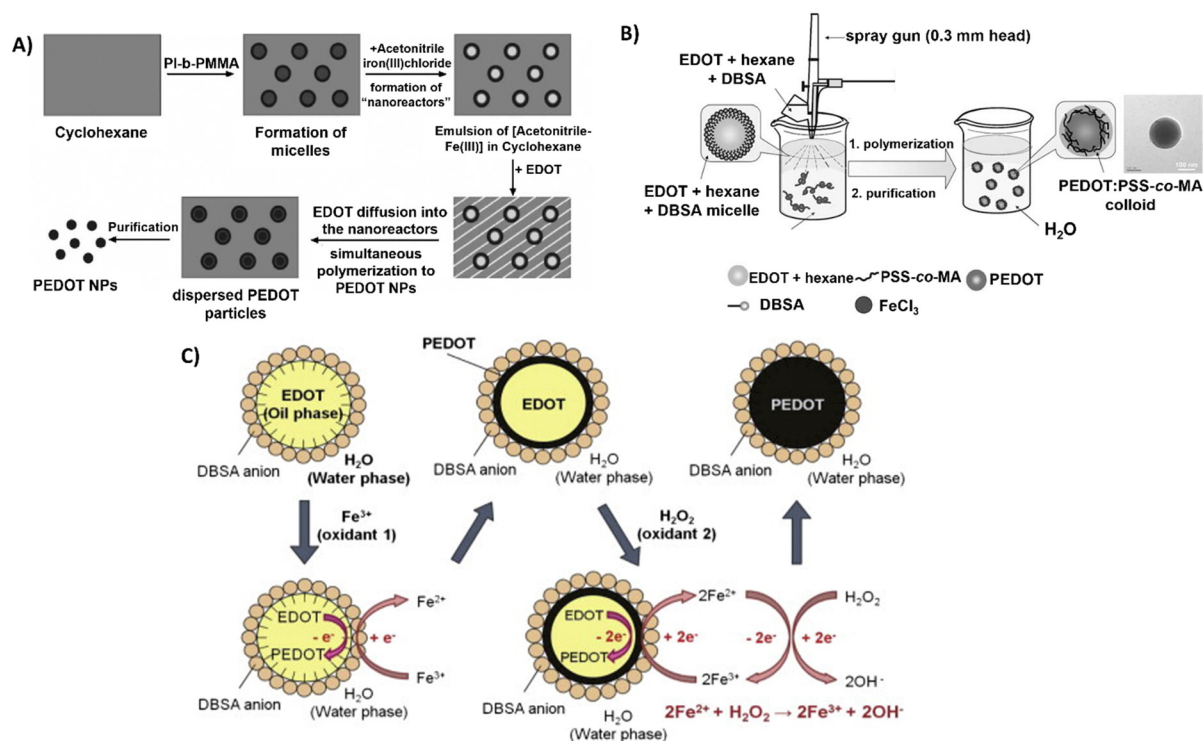 A)
Cyclohexane
PI-b-PMMA
Formation of
micelles
+Acetonitrile
iron(III)chloride
formation of
“nanoreactors”
Emulsion of [Acetonitrile-
Fe(III)] in Cyclohexane
+ EDOT
EDOT diffusion into
the nanoreactors
simultaneous
polymerization to
PEDOT NPs
dispersed PEDOT
particles
Purification
PEDOT NPs
B)
spray gun (0.3 mm head)
EDOT + hexane
+ DBSA
EDOT + hexane
+ DBSA micelle
1. polymerization
2. purification
H₂O
PEDOT:PSS-co-MA
colloid
100 nm
EDOT + hexane
PSS-co-MA
PEDOT
DBSA
FeCl₃
C)
EDOT
(Oil phase)
DBSA anion
H₂O
(Water phase)
Fe³⁺
(oxidant 1)
EDOT
- e⁻
PEDOT
+ e⁻
Fe²⁺
Fe³⁺
DBSA anion
H₂O
(Water phase)
PEDOT
EDOT
DBSA anion
H₂O
(Water phase)
H₂O₂
(oxidant 2)
EDOT
- 2e⁻
PEDOT
+ 2e⁻
2Fe²⁺
2Fe³⁺
- 2e⁻
+ 2e⁻
H₂O₂
2OH⁻
DBSA anion
H₂O
(Water phase)
2Fe²⁺ + H₂O₂ → 2Fe³⁺ + 2OH⁻
PEDOT
DBSA anion
H₂O
(Water phase)